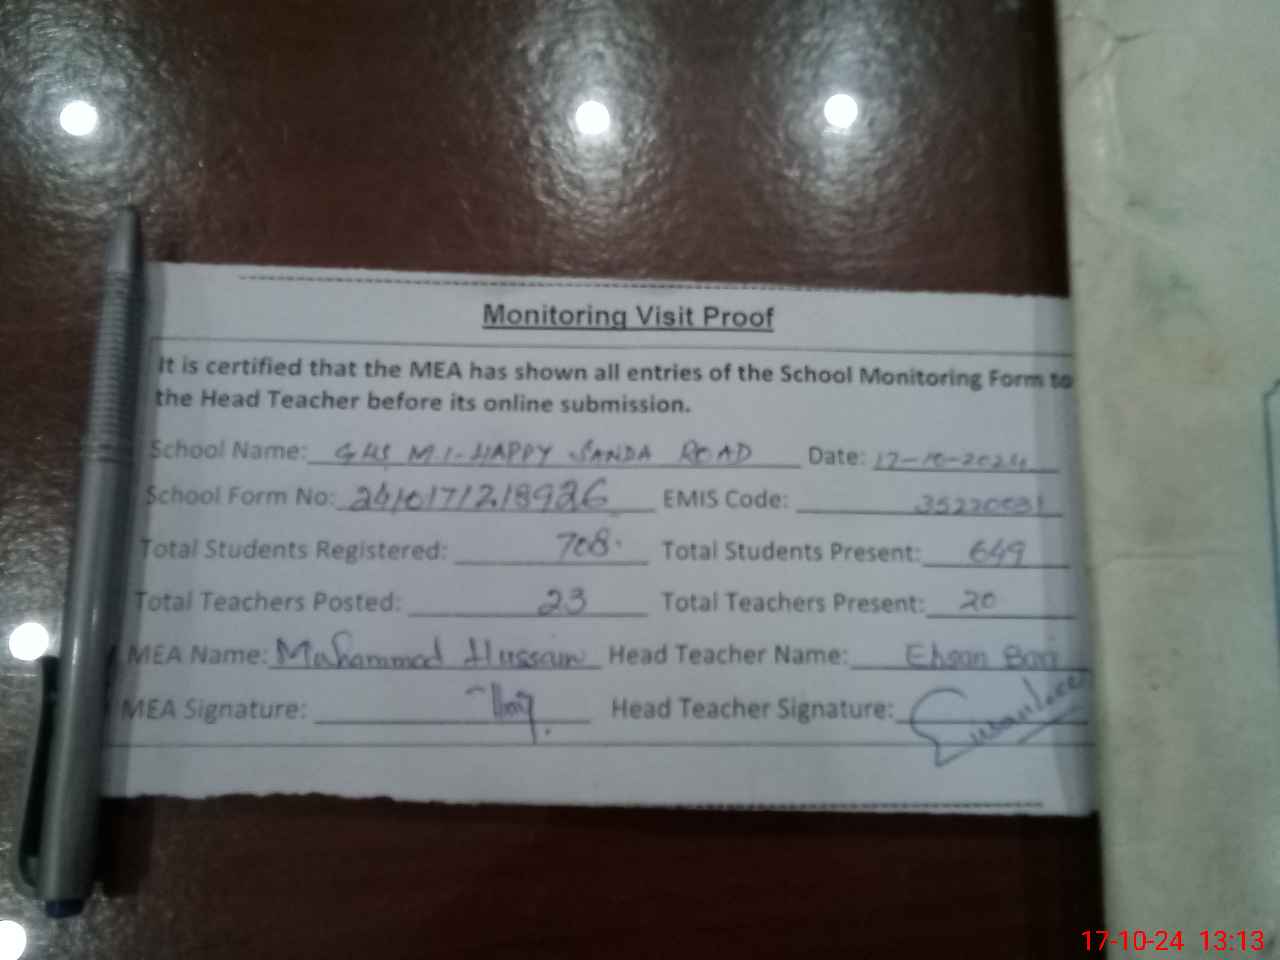 Monitoring Visit Proof
It is certified that the MEA has shown all entries of the School Monitoring Form to
the Head Teacher before its online submission.
School Name: GHS M.I-HAPPY SANDA ROAD Date: 17-10-2024
School Form No: EMIS Code: 35220031
Total Students Registered: 708 Total Students Present: 649
Total Teachers Posted: 23 Total Teachers Present: 20
MEA Name: Muhammad Hussain Head Teacher Name: Ehsan Bari
MEA Signature: Head Teacher Signature:
17-10-24 13:13